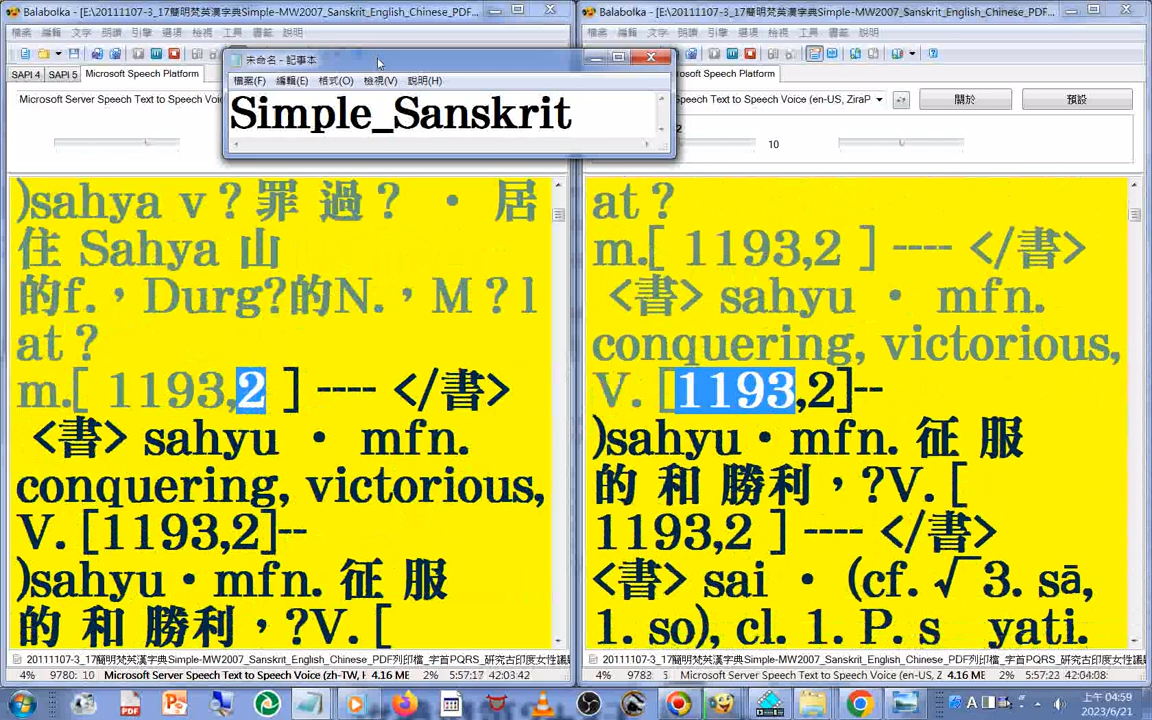 Balabolka - [E:\20111107-3_17簡明梵英漢字典Simple-MW2007_Sanskrit_English_Chinese_PDF...
檔案 編輯 文字 朗讀 引擎 選項 檢視 工具 書籤 說明
SAPI 4 SAPI 5 Microsoft Speech Platform
Microsoft Server Speech Text to Speech Voi
)sahya v ? 罪 過 ? • 居
住 Sahya 山
的f.，Durg?的N.，M ? l
at ?
m.[ 1193,2 ] ---- </書>
<書> sahyu • mfn.
conquering, victorious,
V. [1193,2]--
)sahyu • mfn. 征 服
的 和 勝利，?V. [
20111107-3_17簡明梵英漢字典Simple-MW2007_Sanskrit_English_Chinese_PDF列印檔_字首PQRS_研究古印度女性議
4% 9780: 10 Microsoft Server Speech Text to Speech Voice (zh-TW, H 4.16 ME 2% 5:57:17 42:03:42
未命名 - 記事本
檔案(F) 編輯(E) 格式(O) 檢視(V) 說明(H)
Simple_Sanskrit
Balabolka - [E:\20111107-3_17簡明梵英漢字典Simple-MW2007_Sanskrit_English_Chinese_PDF...
檔案 編輯 文字 朗讀 引擎 選項 檢視 工具 書籤 說明
Speech Platform
Speech Text to Speech Voice (en-US, ZiraP 關於 預設
2
10
at ?
m.[ 1193,2 ] ---- </書>
<書> sahyu • mfn.
conquering, victorious,
V. [1193,2]--
)sahyu • mfn. 征 服
的 和 勝利，?V. [
1193,2 ] ---- </書>
<書> sai • (cf. √ 3. sā,
1. so), cl. 1. P. s yati.
20111107-3_17簡明梵英漢字典Simple-MW2007_Sanskrit_English_Chinese_PDF列印檔_字首PQRS_研究古印度女性議
4% 9783 Microsoft Server Speech Text to Speech Voice (en-US, Z 4.16 ME 2% 5:57:23 42:04:08
上午 04:59
2023/6/21